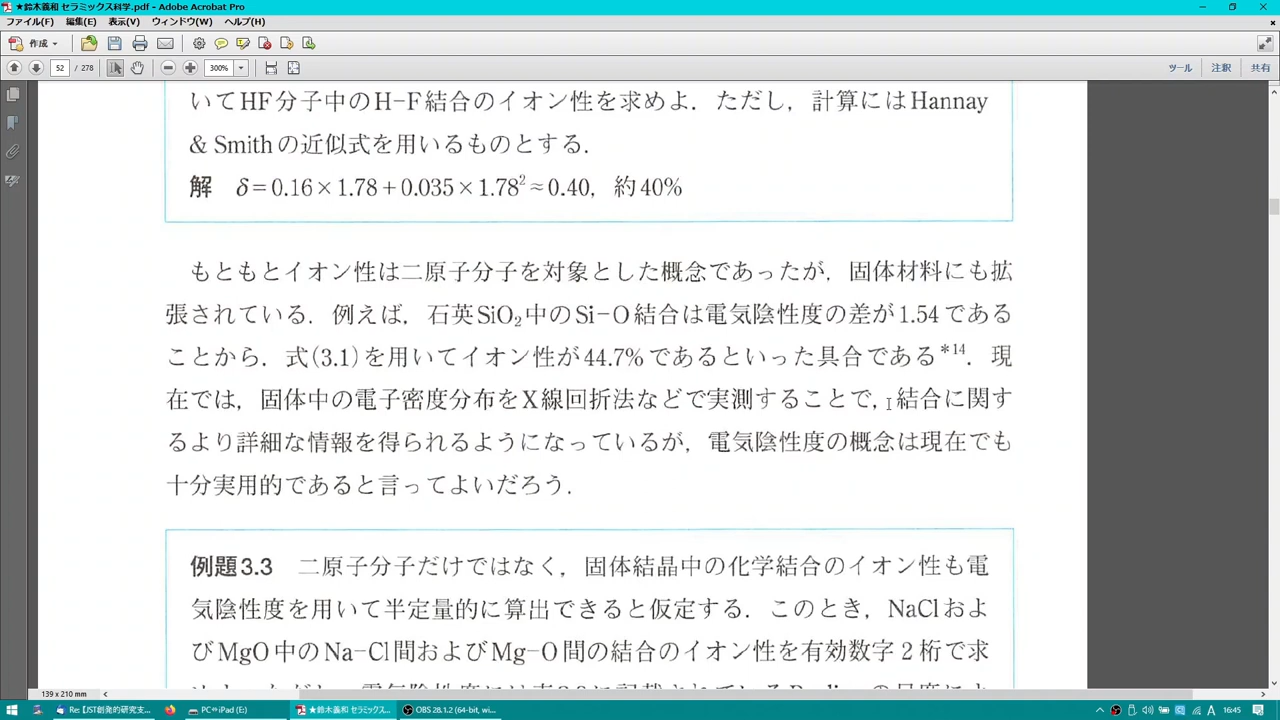 ★鈴木義和 セラミックス科学.pdf - Adobe Acrobat Pro
ファイル(F) 編集(E) 表示(V) ウィンドウ(W) ヘルプ(H)
作成
52 / 278 300% ツール 注釈 共有
いてHF分子中のH-F結合のイオン性を求めよ．ただし，計算にはHannay
& Smithの近似式を用いるものとする．
解 δ=0.16×1.78+0.035×1.78²≈0.40，約40%
もともとイオン性は二原子分子を対象とした概念であったが，固体材料にも拡
張されている．例えば，石英SiO₂中のSi-O結合は電気陰性度の差が1.54である
ことから，式(3.1)を用いてイオン性が44.7%であるといった具合である*14．現
在では，固体中の電子密度分布をX線回折法などで実測することで，結合に関す
るより詳細な情報を得られるようになっているが，電気陰性度の概念は現在でも
十分実用的であると言ってよいだろう．
例題3.3 二原子分子だけではなく，固体結晶中の化学結合のイオン性も電
気陰性度を用いて半定量的に算出できると仮定する．このとき，NaClおよ
びMgO中のNa-Cl間およびMg-O間の結合のイオン性を有効数字2桁で求
139 x 210 mm
Re: 【JST創発的研究支... PC⇔iPad (E:) ★鈴木義和 セラミックス... OBS 28.1.2 (64-bit, wi... A 16:45